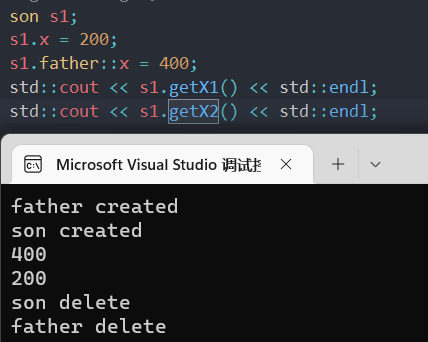 son s1;
s1.x = 200;
s1.father::x = 400;
std::cout << s1.getX1() << std::endl;
std::cout << s1.getX2() << std::endl;
Microsoft Visual Studio 调试控
father created
son created
400
200
son delete
father delete